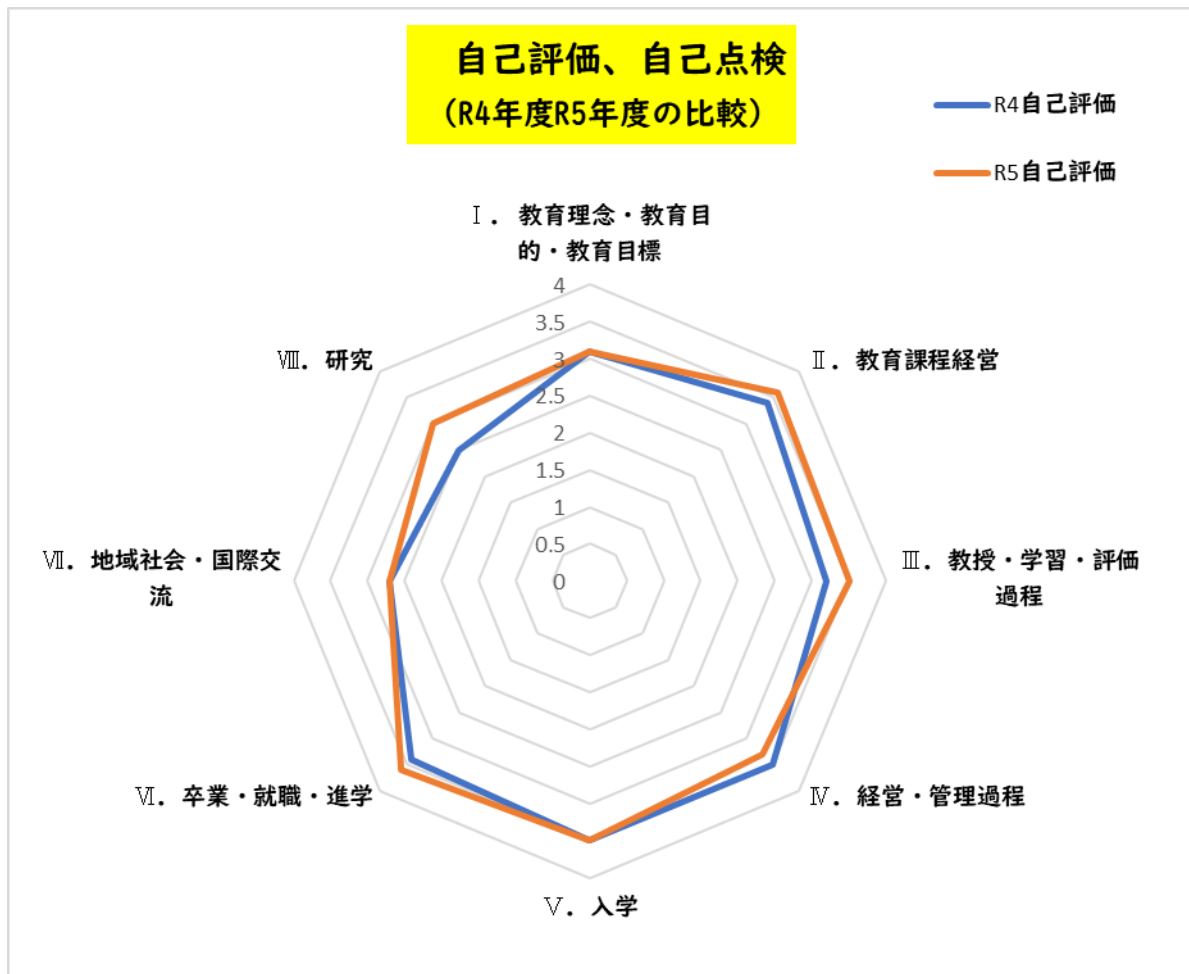 自己評価、自己点検
(R4年度R5年度の比較)
R4自己評価
R5自己評価
Ⅰ．教育理念・教育目
的・教育目標
Ⅱ．教育課程経営
Ⅲ．教授・学習・評価
過程
Ⅳ．経営・管理過程
Ⅴ．入学
Ⅵ．卒業・就職・進学
Ⅶ．地域社会・国際交
流
Ⅷ．研究
4
3.5
3
2.5
2
1.5
1
0.5
0